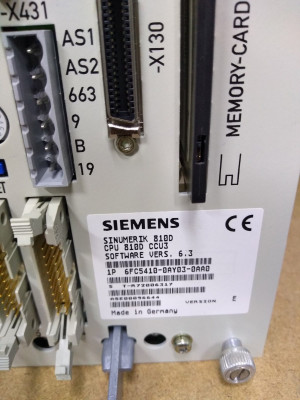 -X431
AS1
AS2
663
9
B
19
-X130
MEMORY-CARD
SIEMENS
CE
SINUMERIK 810D
CPU 810D CCU3
SOFTWARE VERS. 6.3
1P 6FC5410-0AY03-0AA0
S T-R72006317
VERSION E
Made in Germany